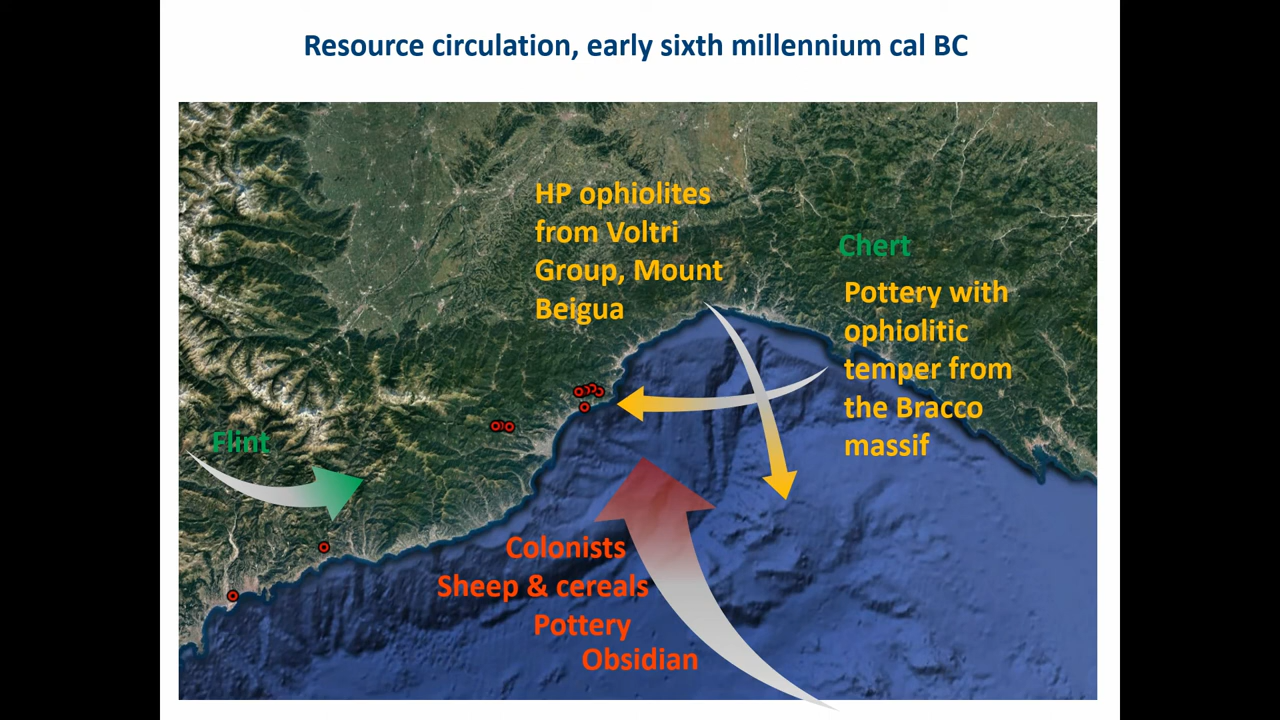 Resource circulation, early sixth millennium cal BC
HP ophiolites
from Voltri
Group, Mount
Beigua
Chert
Pottery with
ophiolitic
temper from
the Bracco
massif
Flint
Colonists
Sheep & cereals
Pottery
Obsidian